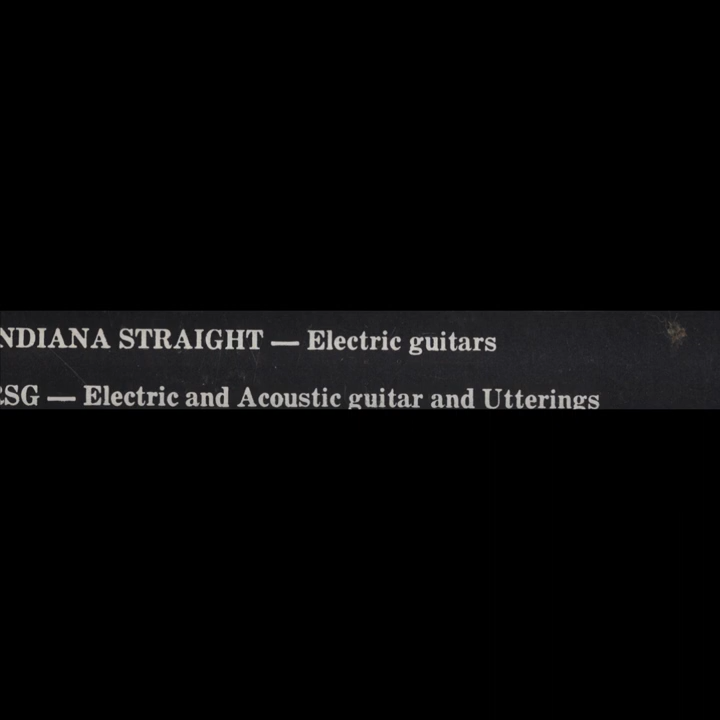 NDIANA STRAIGHT — Electric guitars
SG — Electric and Acoustic guitar and Utterings